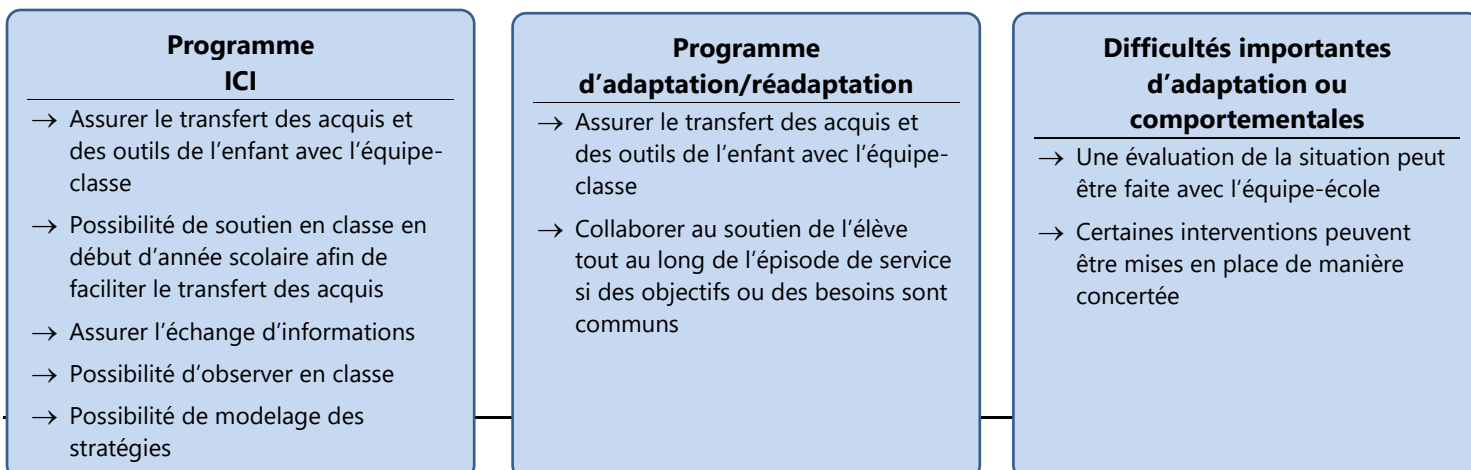 Programme
ICI
→ Assurer le transfert des acquis et
des outils de l’enfant avec l’équipe-
classe
→ Possibilité de soutien en classe en
début d’année scolaire afin de
faciliter le transfert des acquis
→ Assurer l’échange d’informations
→ Possibilité d’observer en classe
→ Possibilité de modelage des
stratégies
Programme
d’adaptation/réadaptation
→ Assurer le transfert des acquis et
des outils de l’enfant avec l’équipe-
classe
→ Collaborer au soutien de l’élève
tout au long de l’épisode de service
si des objectifs ou des besoins sont
communs
Difficultés importantes
d’adaptation ou
comportementales
→ Une évaluation de la situation peut
être faite avec l’équipe-école
→ Certaines interventions peuvent
être mises en place de manière
concertée